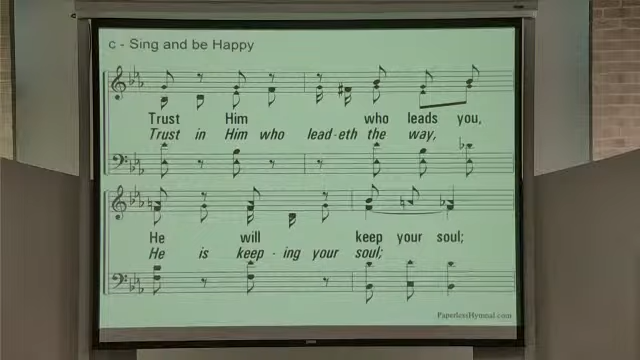 c - Sing and be Happy
Trust Him who leads you,
Trust in Him who lead-eth the way,
He will keep your soul;
He is keep - ing your soul;
PaperlessHymnal.com